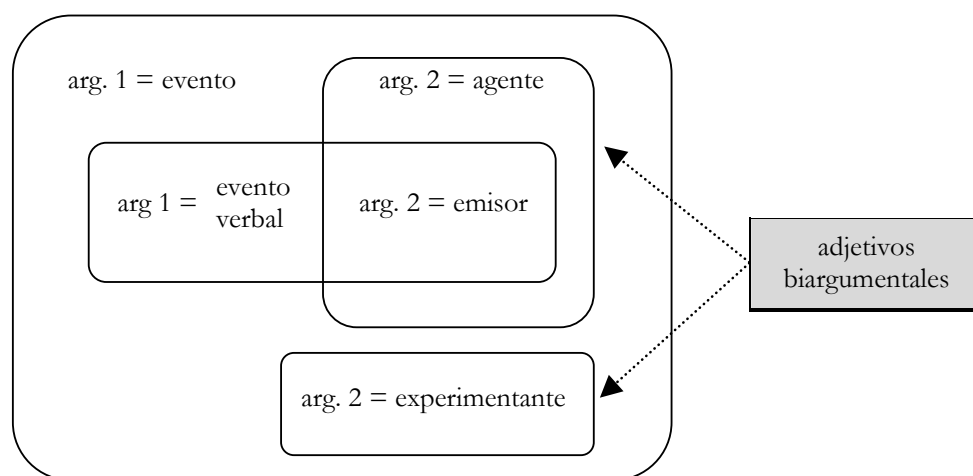 arg. 1 = evento
arg. 2 = agente
arg 1 = evento verbal
arg. 2 = emisor
adjetivos
biargumentales
arg. 2 = experimentante